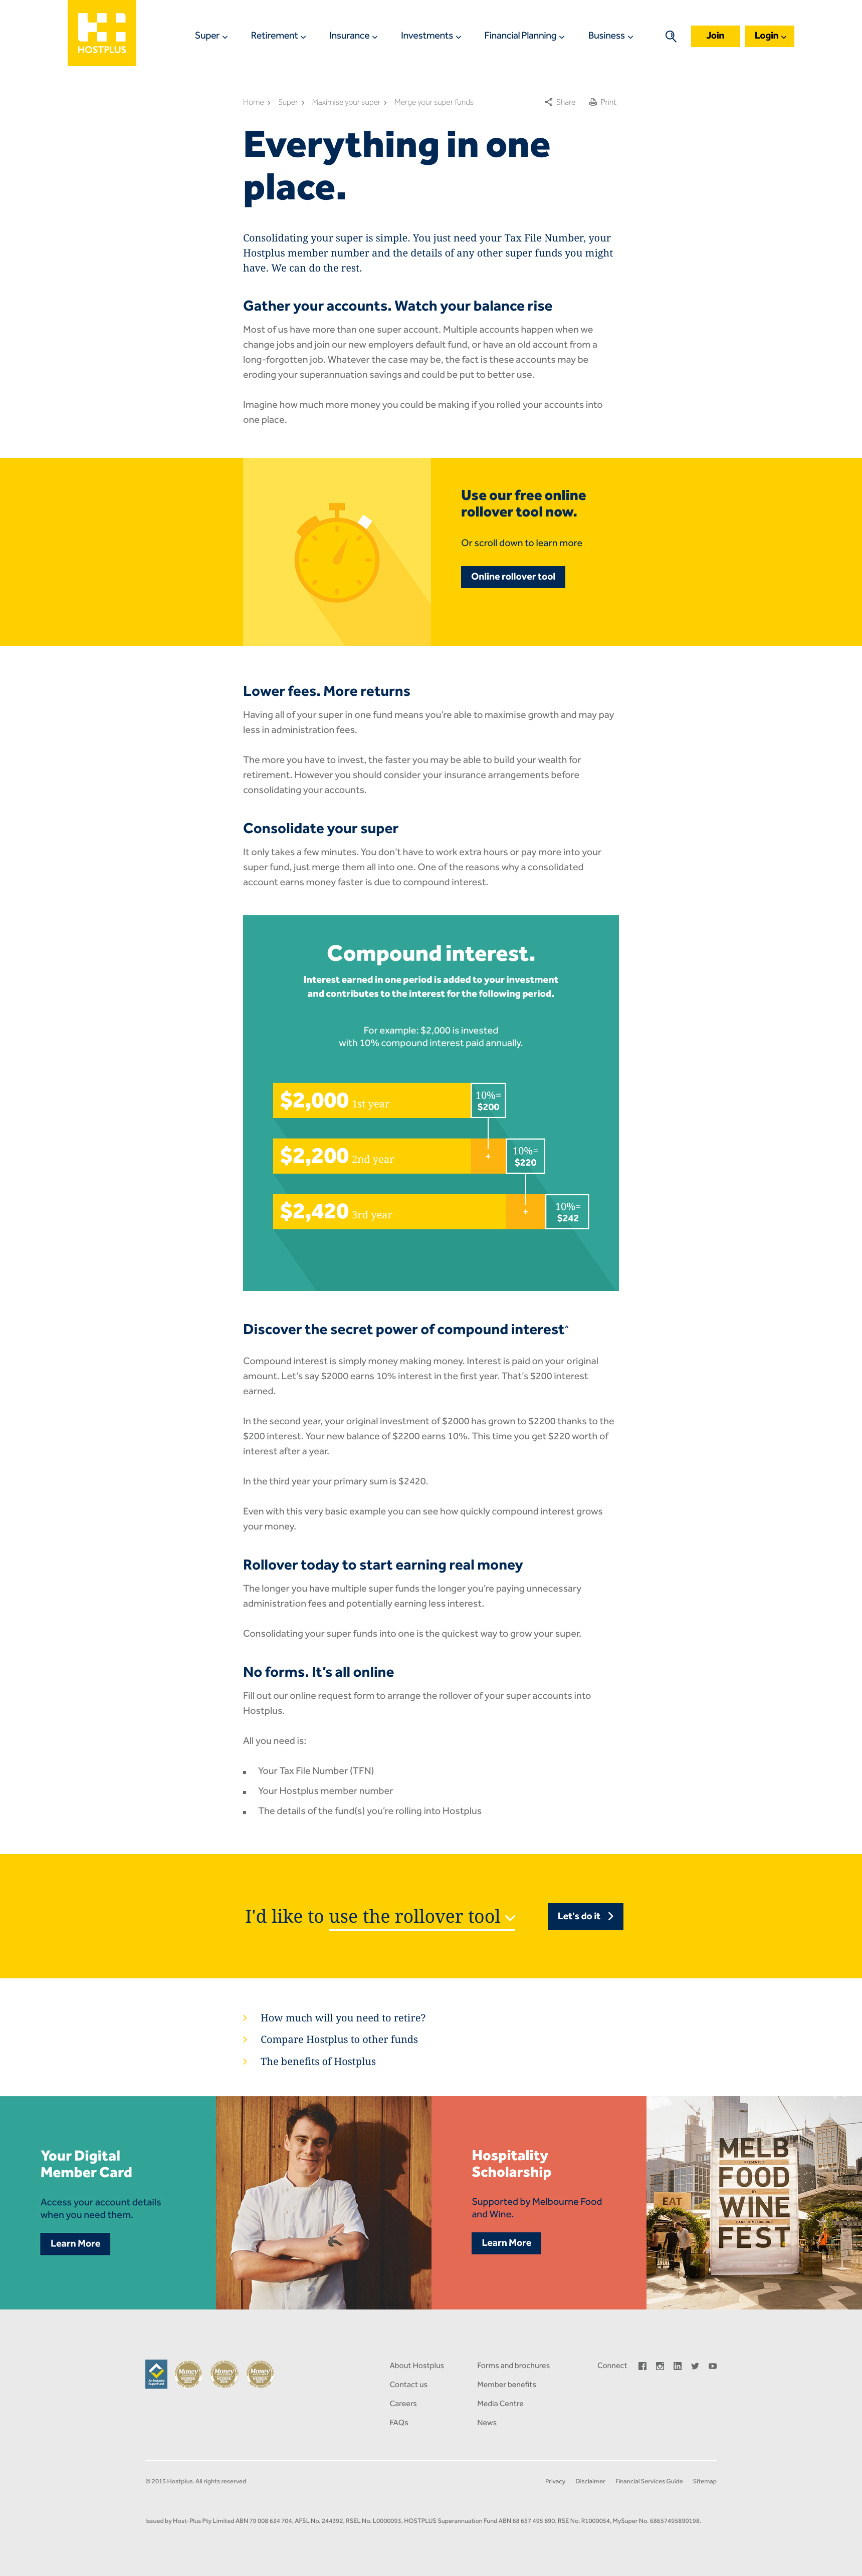 HOSTPLUS
Super
Retirement
Insurance
Investments
Financial Planning
Business
Join
Login
Home
Super
Maximise your super
Merge your super funds
Share
Print
Everything in one
place.
Consolidating your super is simple. You just need your Tax File Number, your
Hostplus member number and the details of any other super funds you might
have. We can do the rest.
Gather your accounts. Watch your balance rise
Most of us have more than one super account. Multiple accounts happen when we
change jobs and join our new employers default fund, or have an old account from a
long-forgotten job. Whatever the case may be, the fact is these accounts may be
eroding your superannuation savings and could be put to better use.
Imagine how much more money you could be making if you rolled your accounts into
one place.
Use our free online
rollover tool now.
Or scroll down to learn more
Online rollover tool
Lower fees. More returns
Having all of your super in one fund means you're able to maximise growth and may pay
less in administration fees.
The more you have to invest, the faster you may be able to build your wealth for
retirement. However you should consider your insurance arrangements before
consolidating your accounts.
Consolidate your super
It only takes a few minutes. You don't have to work extra hours or pay more into your
super fund, just merge them all into one. One of the reasons why a consolidated
account earns money faster is due to compound interest.
Compound interest.
Interest earned in one period is added to your investment
and contributes to the interest for the following period.
For example: $2,000 is invested
with 10% compound interest paid annually.
$2,000 1st year
10%=
$200
$2,200 2nd year
+
10%=
$220
$2,420 3rd year
+
10%=
$242
Discover the secret power of compound interest^
Compound interest is simply money making money. Interest is paid on your original
amount. Let's say $2000 earns 10% interest in the first year. That's $200 interest
earned.
In the second year, your original investment of $2000 has grown to $2200 thanks to the
$200 interest. Your new balance of $2200 earns 10%. This time you get $220 worth of
interest after a year.
In the third year your primary sum is $2420.
Even with this very basic example you can see how quickly compound interest grows
your money.
Rollover today to start earning real money
The longer you have multiple super funds the longer you're paying unnecessary
administration fees and potentially earning less interest.
Consolidating your super funds into one is the quickest way to grow your super.
No forms. It's all online
Fill out our online request form to arrange the rollover of your super accounts into
Hostplus.
All you need is:
Your Tax File Number (TFN)
Your Hostplus member number
The details of the fund(s) you're rolling into Hostplus
I'd like to use the rollover tool
Let's do it
How much will you need to retire?
Compare Hostplus to other funds
The benefits of Hostplus
Your Digital
Member Card
Access your account details
when you need them.
Learn More
Hospitality
Scholarship
Supported by Melbourne Food
and Wine.
Learn More
EAT
MELB
PRESENTED
FOOD
BY
WINE
BANK OF MELBOURNE
FEST
Money
Money
Money
About Hostplus
Contact us
Careers
FAQs
Forms and brochures
Member benefits
Media Centre
News
Connect
© 2015 Hostplus. All rights reserved
Privacy
Disclaimer
Financial Services Guide
Sitemap
Issued by Host-Plus Pty Limited ABN 79 008 634 704, AFSL No. 244392, RSEL No. L0000093, HOSTPLUS Superannuation Fund ABN 68 657 495 890, RSE No. R1000054, MySuper No. 68657495890198.